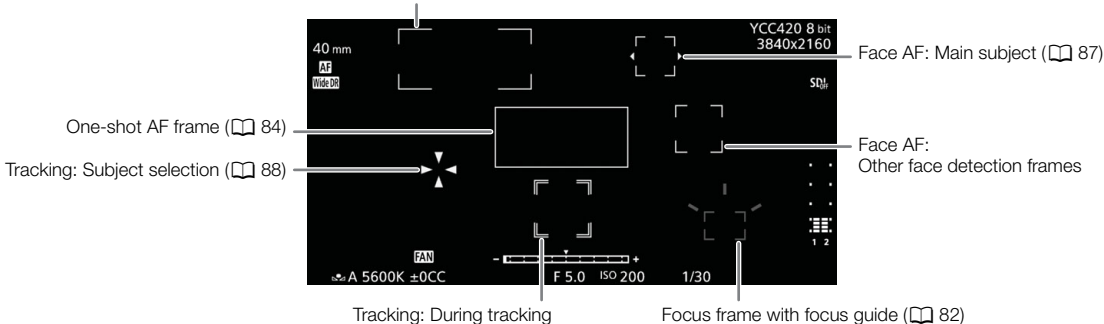 YCC420 8 bit
40 mm
3840x2160
Face AF: Main subject ( 87)
AF
Wide DR
SDI OFF
One-shot AF frame ( 84)
Face AF:
Other face detection frames
Tracking: Subject selection ( 88)
1 2
FAN
- +
A 5600K ±0CC
F 5.0
ISO 200
1/30
Tracking: During tracking
Focus frame with focus guide ( 82)